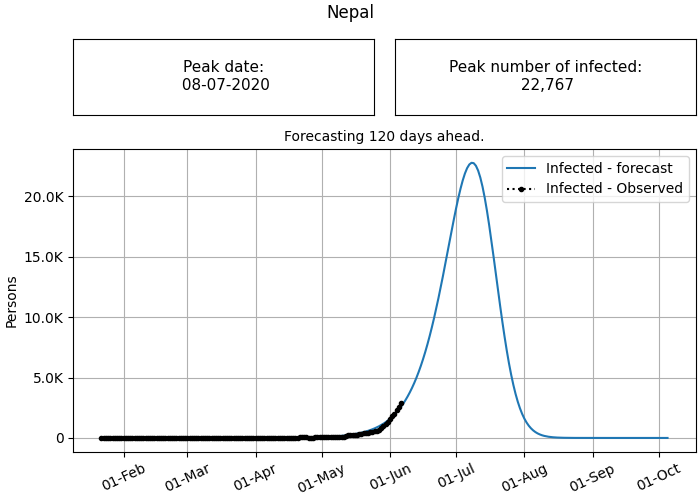 Nepal
Peak date:
08-07-2020
Peak number of infected:
22,767
Forecasting 120 days ahead.
Infected - forecast
Infected - Observed
Persons
20.0K
15.0K
10.0K
5.0K
0
01-Feb
01-Mar
01-Apr
01-May
01-Jun
01-Jul
01-Aug
01-Sep
01-Oct